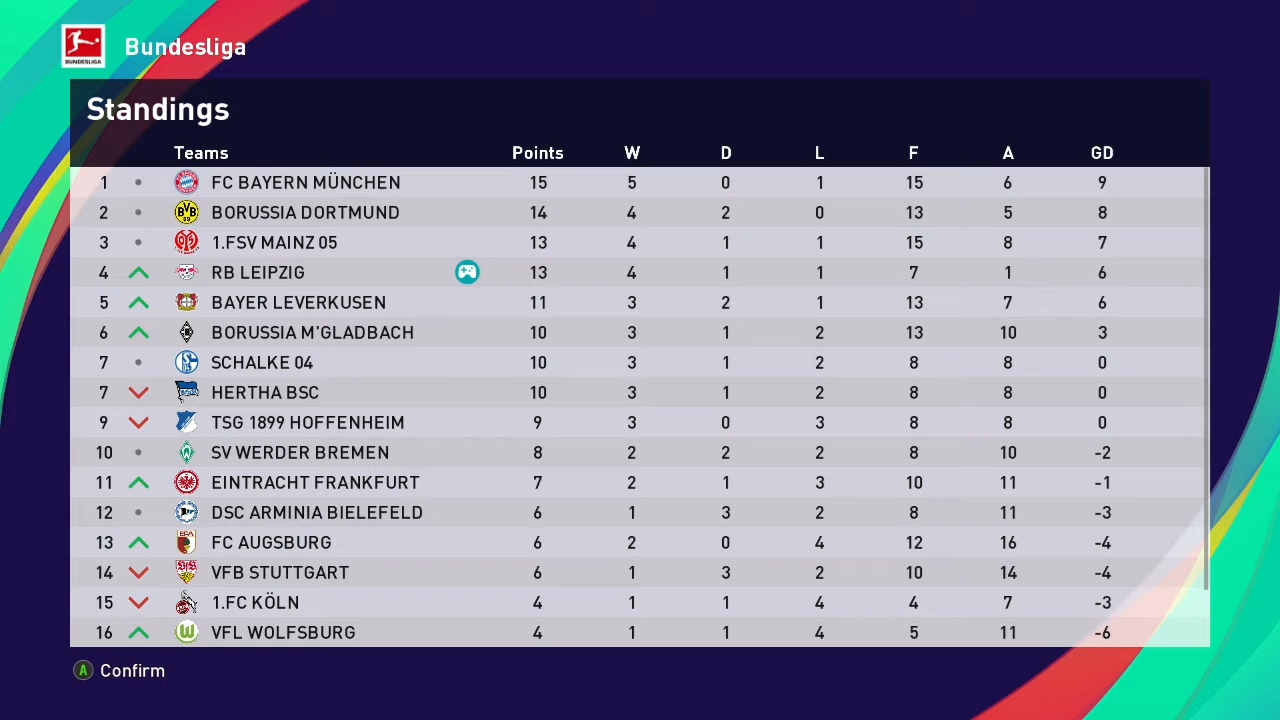 BUNDESLIGA
Bundesliga
Standings
Teams Points W D L F A GD
1 FC BAYERN MÜNCHEN 15 5 0 1 15 6 9
2 BORUSSIA DORTMUND 14 4 2 0 13 5 8
3 1.FSV MAINZ 05 13 4 1 1 15 8 7
4 RB LEIPZIG 13 4 1 1 7 1 6
5 BAYER LEVERKUSEN 11 3 2 1 13 7 6
6 BORUSSIA M'GLADBACH 10 3 1 2 13 10 3
7 SCHALKE 04 10 3 1 2 8 8 0
7 HERTHA BSC 10 3 1 2 8 8 0
9 TSG 1899 HOFFENHEIM 9 3 0 3 8 8 0
10 SV WERDER BREMEN 8 2 2 2 8 10 -2
11 EINTRACHT FRANKFURT 7 2 1 3 10 11 -1
12 DSC ARMINIA BIELEFELD 6 1 3 2 8 11 -3
13 FC AUGSBURG 6 2 0 4 12 16 -4
14 VFB STUTTGART 6 1 3 2 10 14 -4
15 1.FC KÖLN 4 1 1 4 4 7 -3
16 VFL WOLFSBURG 4 1 1 4 5 11 -6
A Confirm